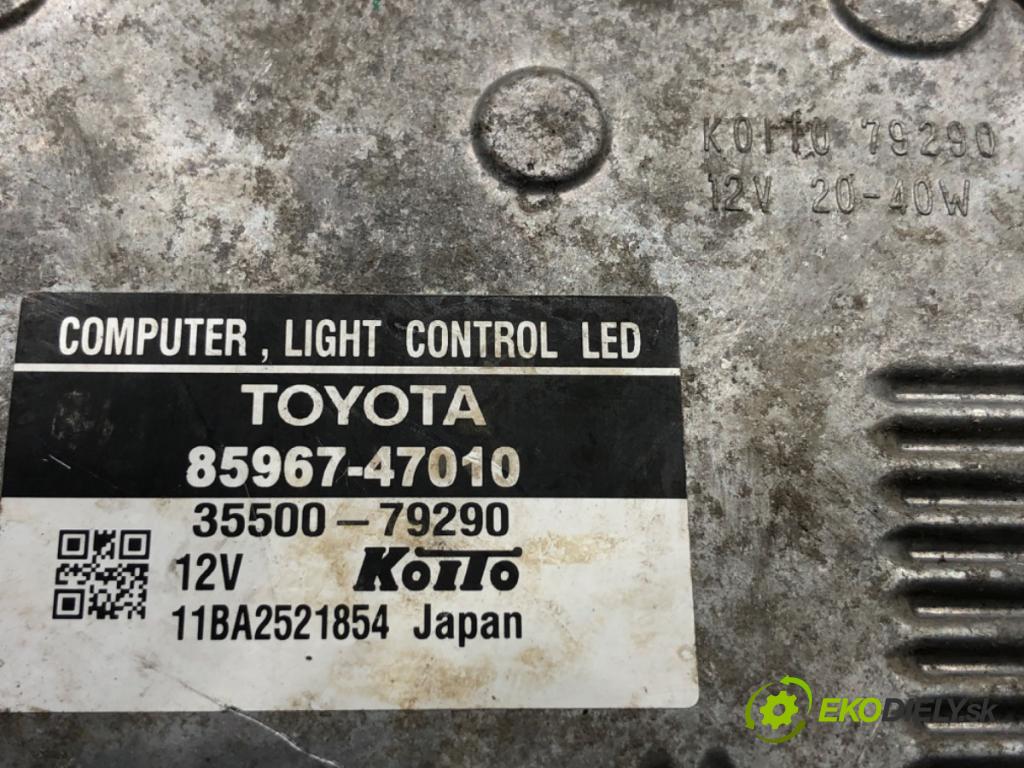 KOITO 79290
12V 20-40W
COMPUTER , LIGHT CONTROL LED
TOYOTA
85967-47010
35500-79290
12V KOITO
11BA2521854 Japan
EKODIELY.sk